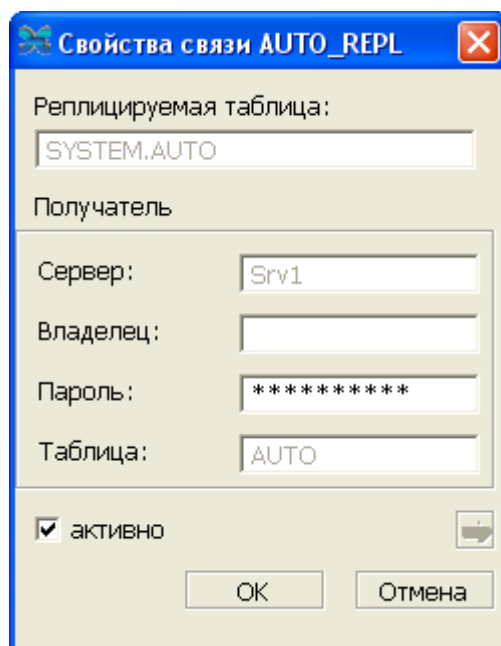 Свойства связи AUTO_REPL
Реплицируемая таблица:
SYSTEM.AUTO
Получатель
Сервер: Srv1
Владелец:
Пароль: **********
Таблица: AUTO
активно
OK Отмена